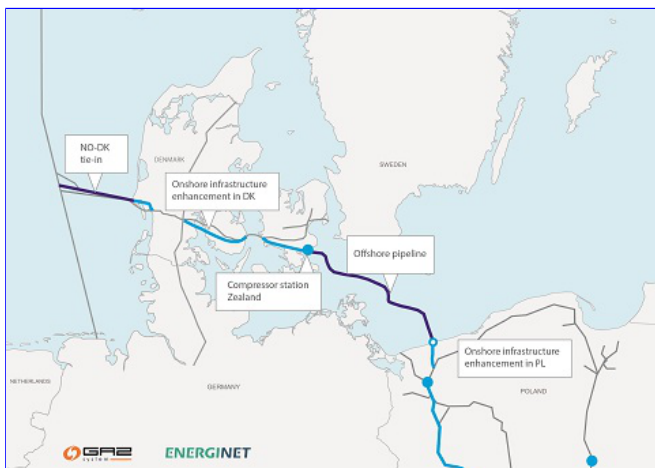 NO-DK
tie-in
DENMARK
SWEDEN
Onshore infrastructure
enhancement in DK
Offshore pipeline
Compressor station
Zealand
Onshore infrastructure
enhancement in PL
NETHERLANDS
GERMANY
POLAND
GAZ
system
ENERGINET